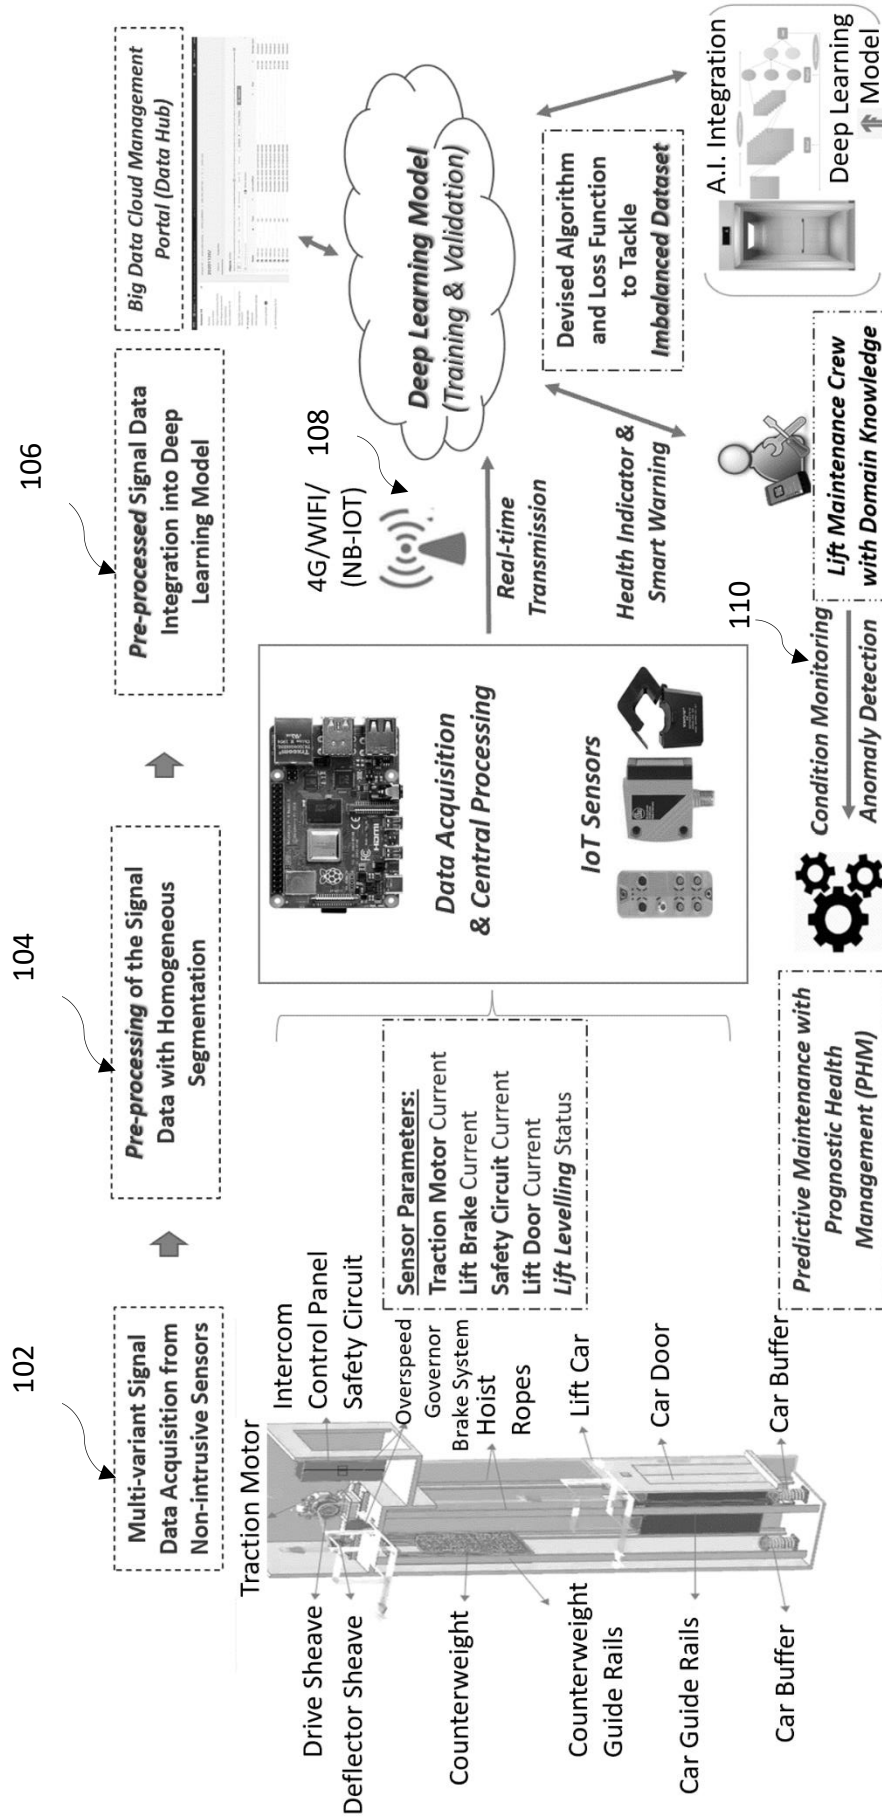 102
104
106
Multi-variant Signal
Data Acquisition from
Non-intrusive Sensors
Pre-processing of the Signal
Data with Homogeneous
Segmentation
Pre-processed Signal Data
Integration into Deep
Learning Model
Big Data Cloud Management
Portal (Data Hub)
Traction Motor
Intercom
Control Panel
Safety Circuit
Overspeed
Governor
Brake System
Hoist
Ropes
Lift Car
Car Door
Car Buffer
Drive Sheave
Deflector Sheave
Counterweight
Counterweight
Guide Rails
Car Guide Rails
Car Buffer
Sensor Parameters:
Traction Motor Current
Lift Brake Current
Safety Circuit Current
Lift Door Current
Lift Levelling Status
Data Acquisition
& Central Processing
IoT Sensors
HDMI
4G/WIFI/
(NB-IOT)
108
Real-time
Transmission
Deep Learning Model
(Training & Validation)
Health Indicator &
Smart Warning
Devised Algorithm
and Loss Function
to Tackle
Imbalanced Dataset
A.I. Integration
Deep Learning
Model
Lift Maintenance Crew
with Domain Knowledge
110
Condition Monitoring
Anomaly Detection
Predictive Maintenance with
Prognostic Health
Management (PHM)